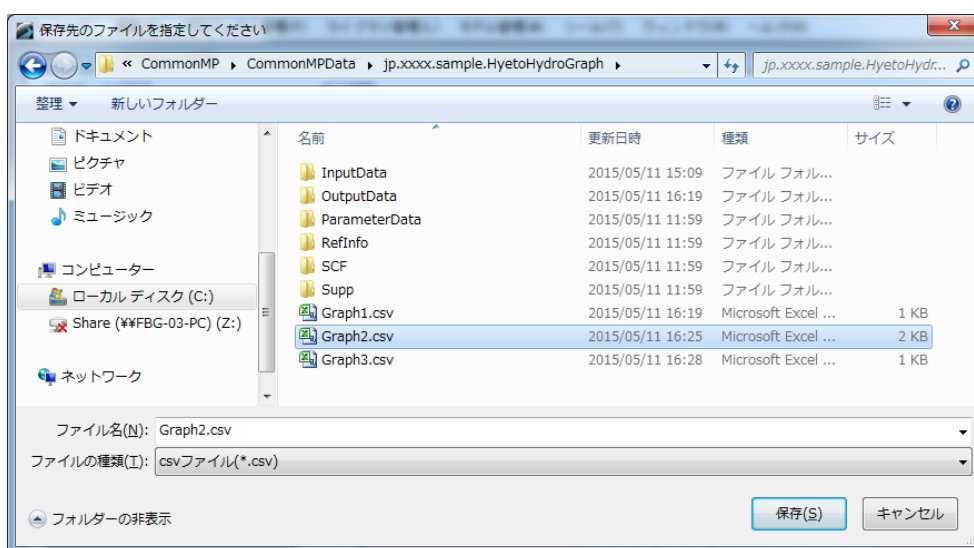 保存先のファイルを指定してください
« CommonMP ▸ CommonMPData ▸ jp.xxxx.sample.HyetoHydroGraph ▸
jp.xxxx.sample.HyetoHydr...
整理 ▼ 新しいフォルダー
ドキュメント
ピクチャ
ビデオ
ミュージック
コンピューター
ローカル ディスク (C:)
Share (¥¥FBG-03-PC) (Z:)
ネットワーク
名前 更新日時 種類 サイズ
InputData 2015/05/11 15:09 ファイル フォル...
OutputData 2015/05/11 16:19 ファイル フォル...
ParameterData 2015/05/11 11:59 ファイル フォル...
RefInfo 2015/05/11 11:59 ファイル フォル...
SCF 2015/05/11 11:59 ファイル フォル...
Supp 2015/05/11 11:59 ファイル フォル...
Graph1.csv 2015/05/11 16:19 Microsoft Excel ... 1 KB
Graph2.csv 2015/05/11 16:25 Microsoft Excel ... 2 KB
Graph3.csv 2015/05/11 16:28 Microsoft Excel ... 1 KB
ファイル名(N): Graph2.csv
ファイルの種類(T): csvファイル(*.csv)
フォルダーの非表示
保存(S) キャンセル